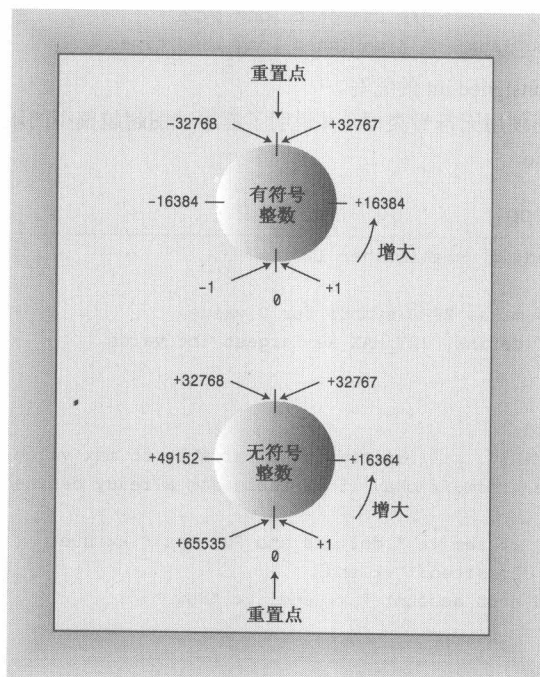 重置点
-32768 +32767
-16384 有符号 +16384
整数
增大
-1 +1
0
+32768 +32767
+49152 无符号 +16364
整数
增大
+65535 +1
0
重置点